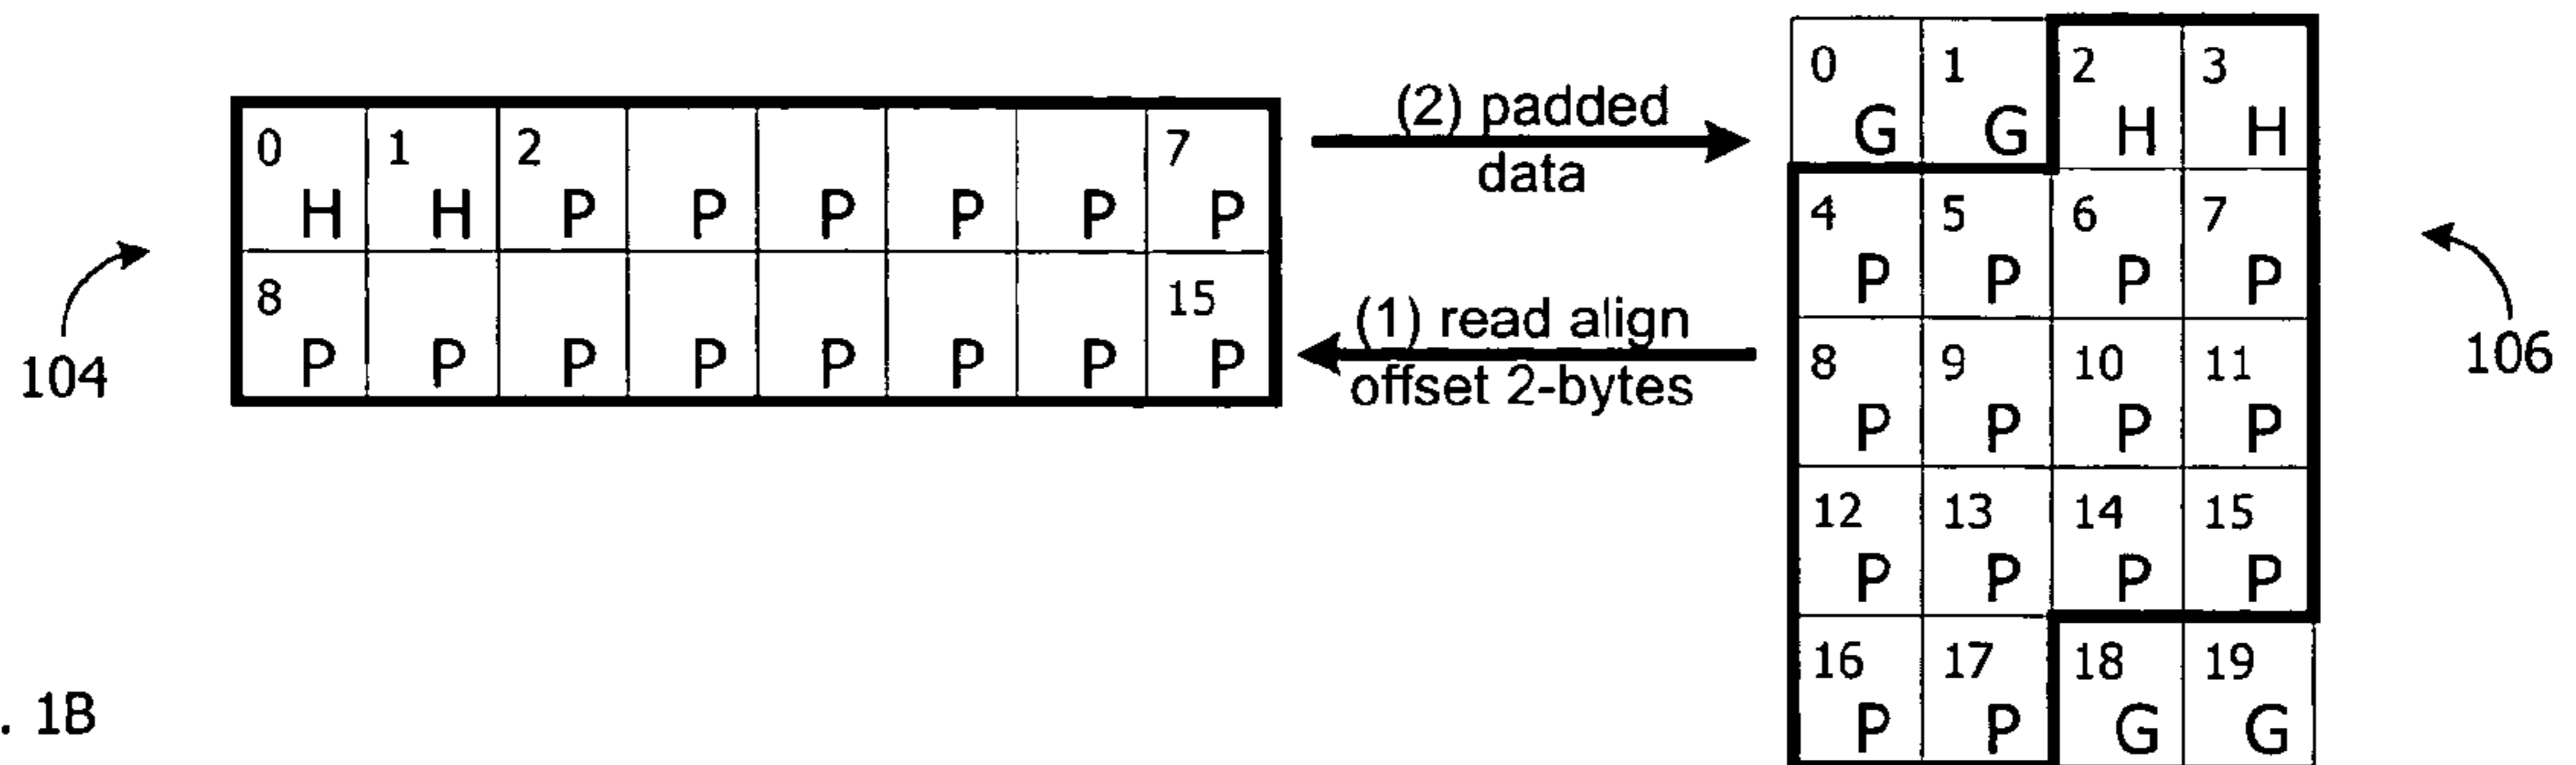 0 1 2 7
H H P P P P P P
8 15
P P P P P P P P
104
(2) padded
data
(1) read align
offset 2-bytes
0 1 2 3
G G H H
4 5 6 7
P P P P
8 9 10 11
P P P P
12 13 14 15
P P P P
16 17 18 19
P P G G
106
. 1B